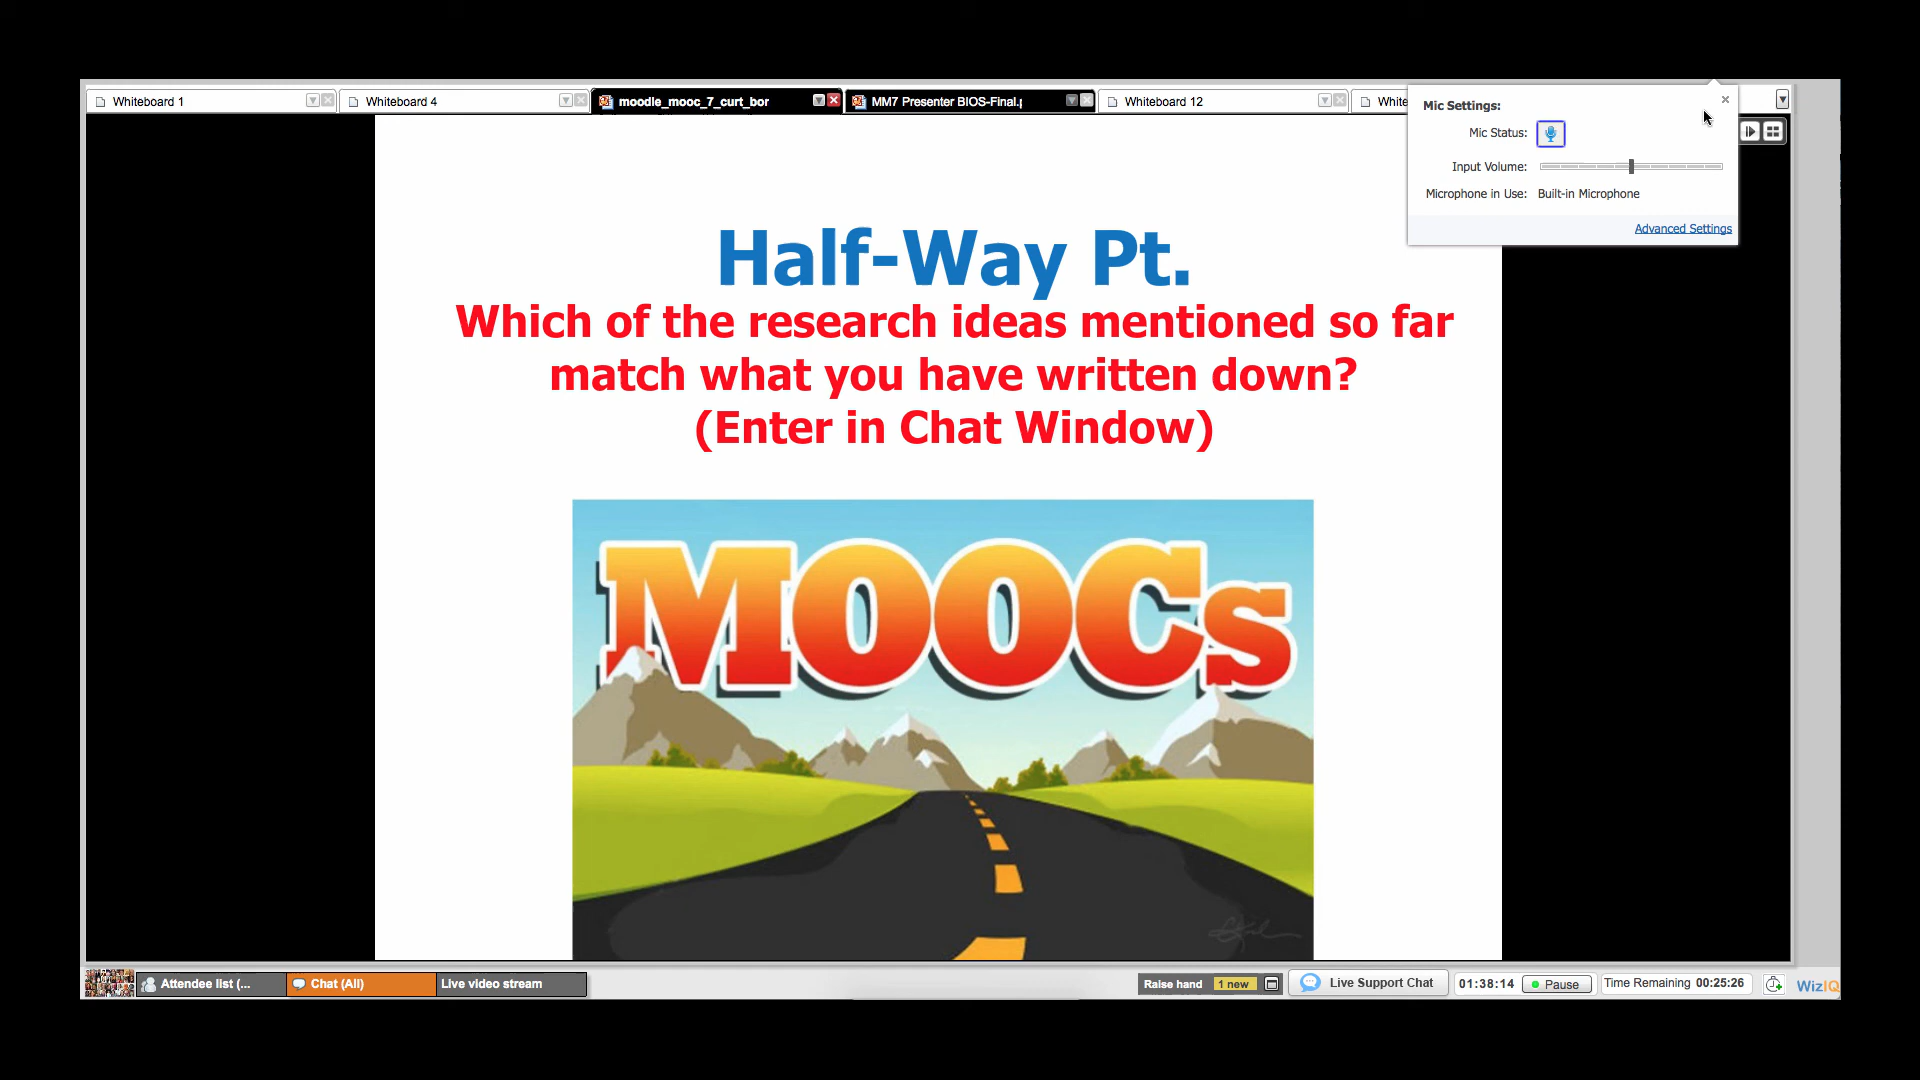 Whiteboard 1
Whiteboard 4
moodle_mooc_7_curt_bor
MM7 Presenter BIOS-Final.p
Whiteboard 12
White
Mic Settings:
Mic Status:
Input Volume:
Microphone in Use: Built-in Microphone
Advanced Settings
Half-Way Pt.
Which of the research ideas mentioned so far
match what you have written down?
(Enter in Chat Window)
MOOCs
Attendee list (...
Chat (All)
Live video stream
Raise hand 1 new
Live Support Chat
01:38:14 Pause
Time Remaining 00:25:26
WizIQ